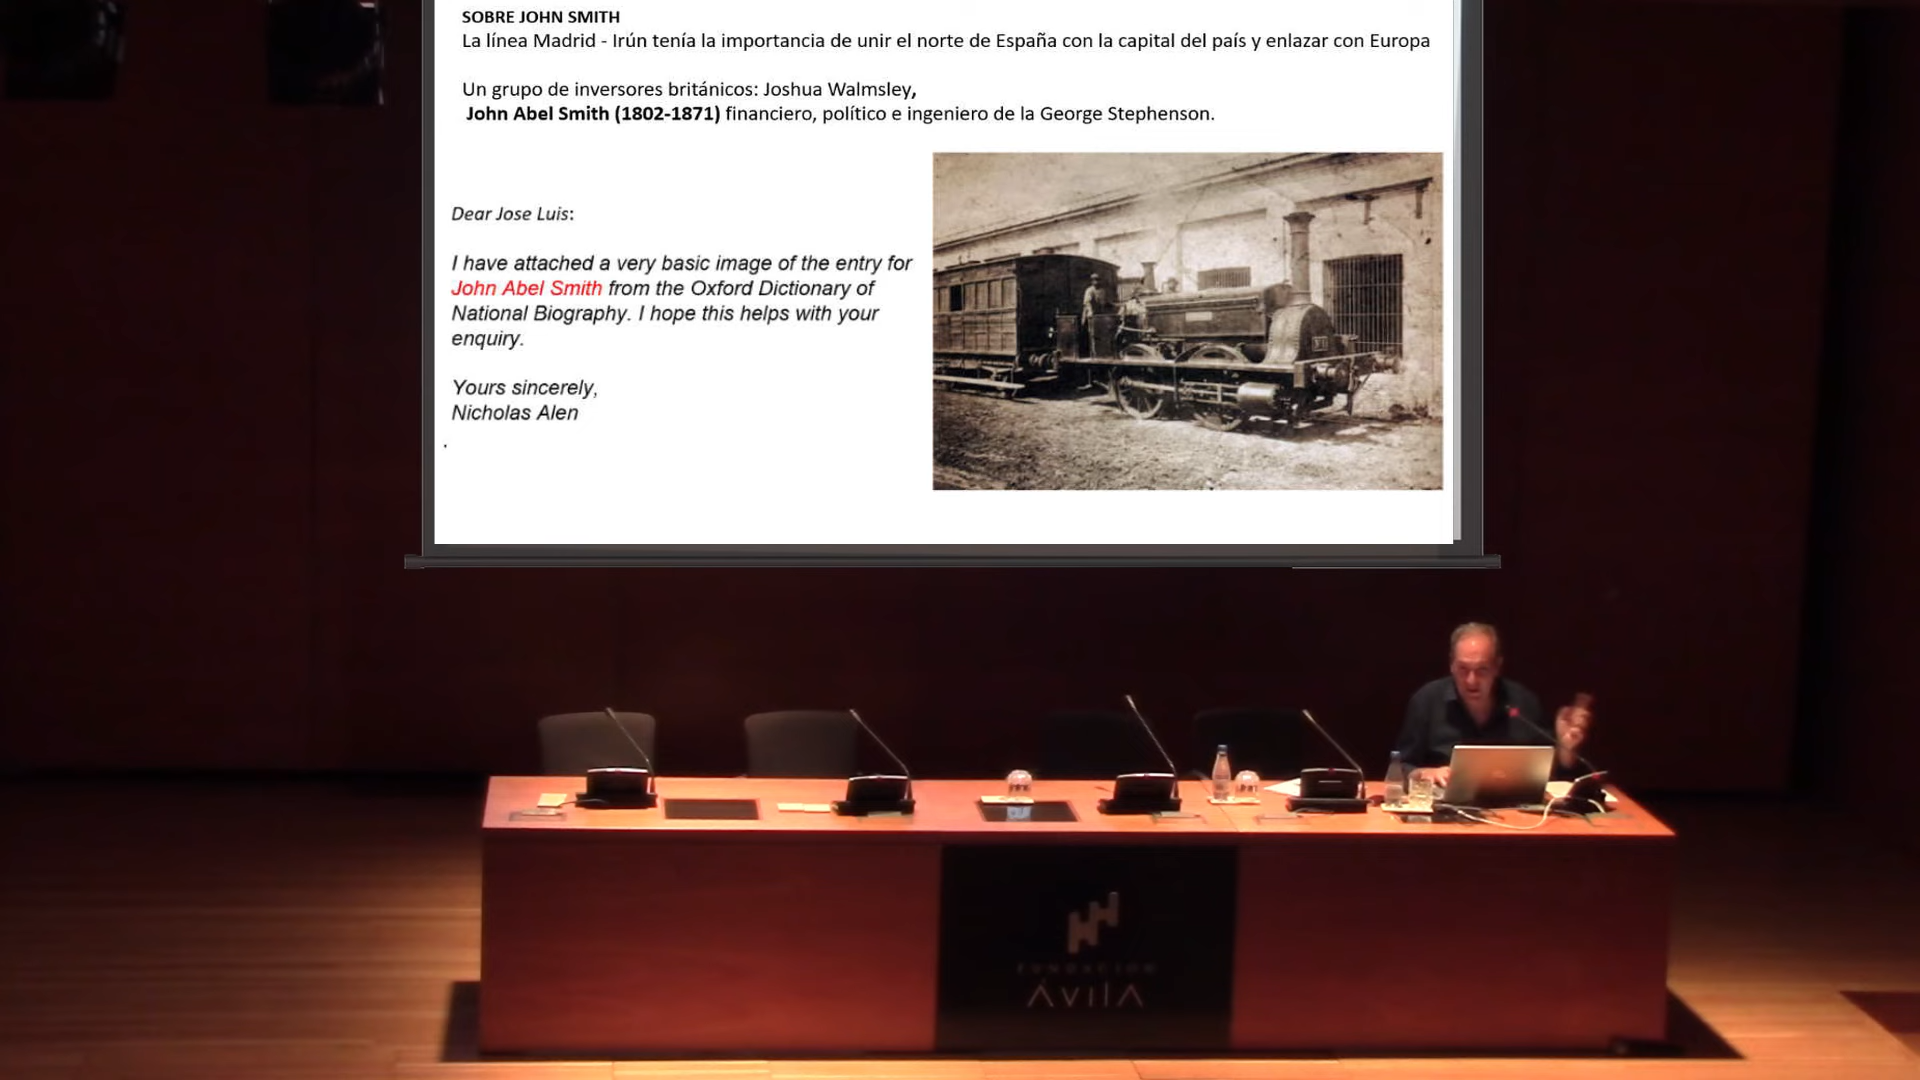 SOBRE JOHN SMITH
La línea Madrid - Irún tenía la importancia de unir el norte de España con la capital del país y enlazar con Europa
Un grupo de inversores británicos: Joshua Walmsley,
John Abel Smith (1802-1871) financiero, político e ingeniero de la George Stephenson.
Dear Jose Luis:
I have attached a very basic image of the entry for
John Abel Smith from the Oxford Dictionary of
National Biography. I hope this helps with your
enquiry.
Yours sincerely,
Nicholas Alen
.
FUNDACIÓN
ÁVILA